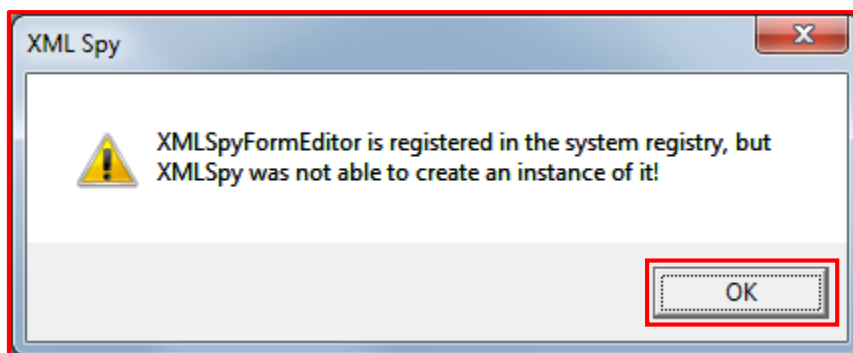 XML Spy
XMLSpyFormEditor is registered in the system registry, but
XMLSpy was not able to create an instance of it!
OK